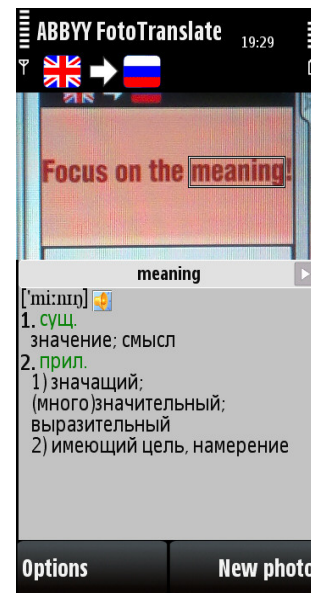 ABBYY FotoTranslate 19:29
Focus on the meaning!
meaning
['mi:nıŋ]
1. сущ.
значение; смысл
2. прил.
1) значащий;
(много)значительный;
выразительный
2) имеющий цель, намерение
Options New photo